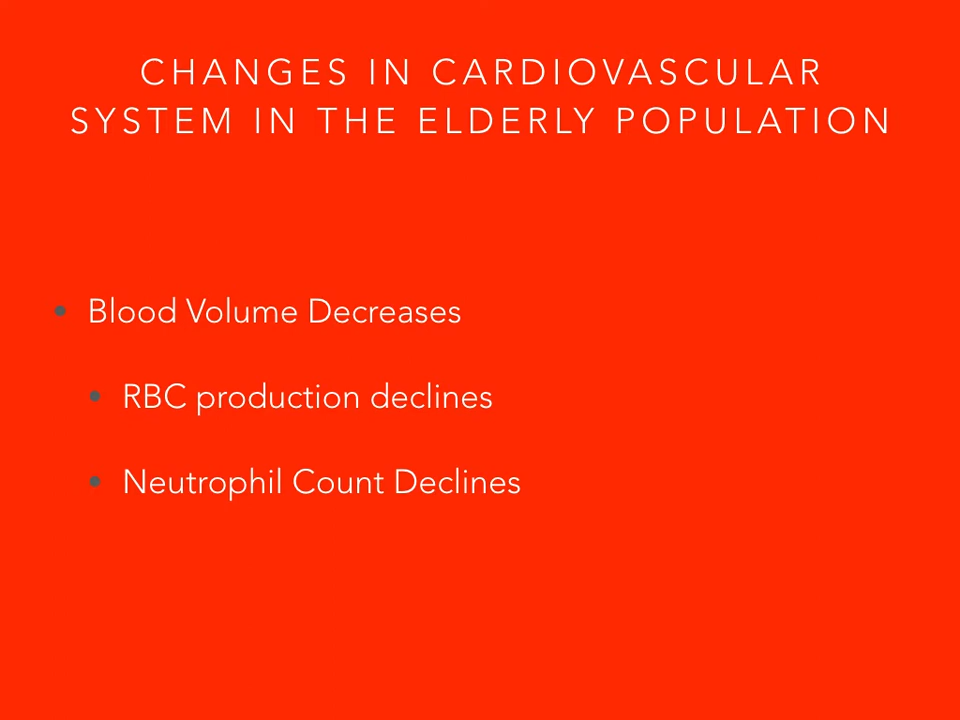 CHANGES IN CARDIOVASCULAR
SYSTEM IN THE ELDERLY POPULATION
• Blood Volume Decreases
• RBC production declines
• Neutrophil Count Declines